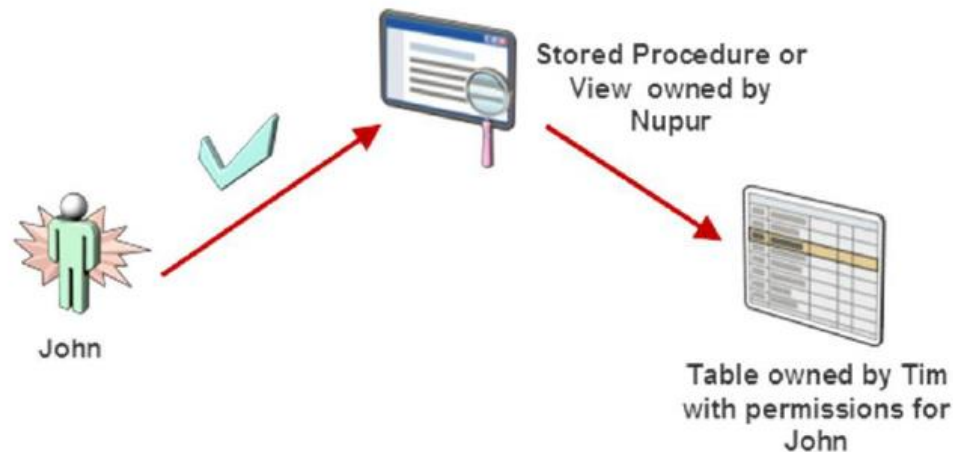 Stored Procedure or
View owned by
Nupur
John
Table owned by Tim
with permissions for
John